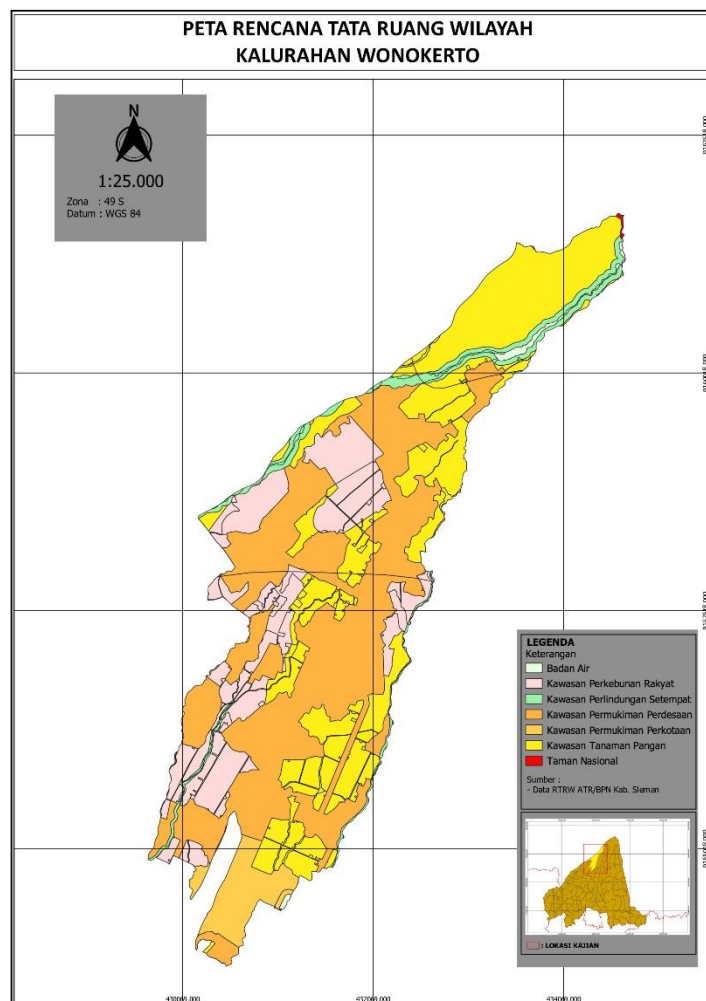 PETA RENCANA TATA RUANG WILAYAH
KALURAHAN WONOKERTO
N
1:25.000
Zona : 49 S
Datum : WGS 84
LEGENDA
Keterangan
Badan Air
Kawasan Perkebunan Rakyat
Kawasan Perlindungan Setempat
Kawasan Permukiman Perdesaan
Kawasan Permukiman Perkotaan
Kawasan Tanaman Pangan
Taman Nasional
Sumber :
- Data RTRW ATR/BPN Kab. Sleman
: LOKASI KAJIAN